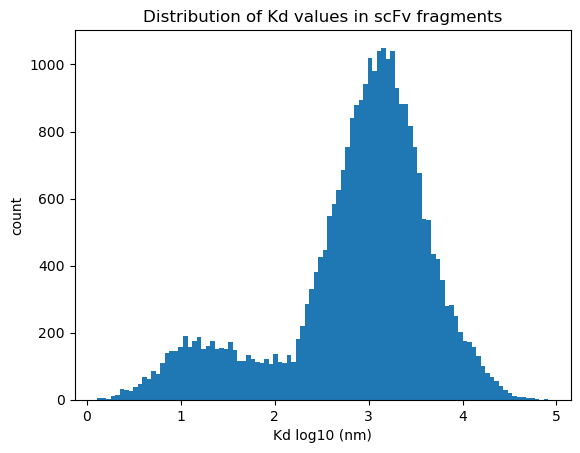 Distribution of Kd values in scFv fragments
1000
800
600
400
200
0
count
0 1 2 3 4 5
Kd log10 (nm)